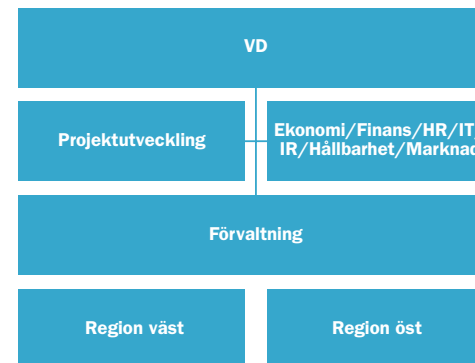 VD
Projektutveckling
Ekonomi/Finans/HR/IT
IR/Hållbarhet/Marknad
Förvaltning
Region väst
Region öst